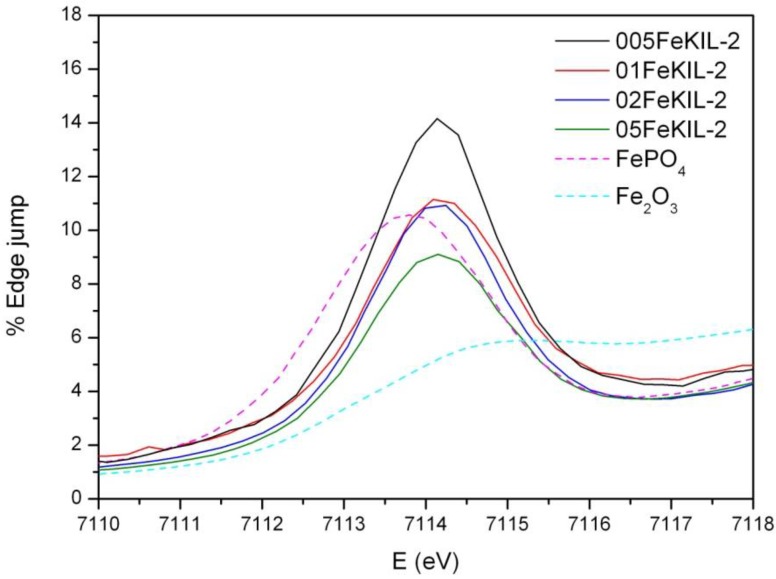 18
16
14
12
10
8
6
4
2
0
% Edge jump
005FeKIL-2
01FeKIL-2
02FeKIL-2
05FeKIL-2
FePO₄
Fe₂O₃
7110 7111 7112 7113 7114 7115 7116 7117 7118
E (eV)